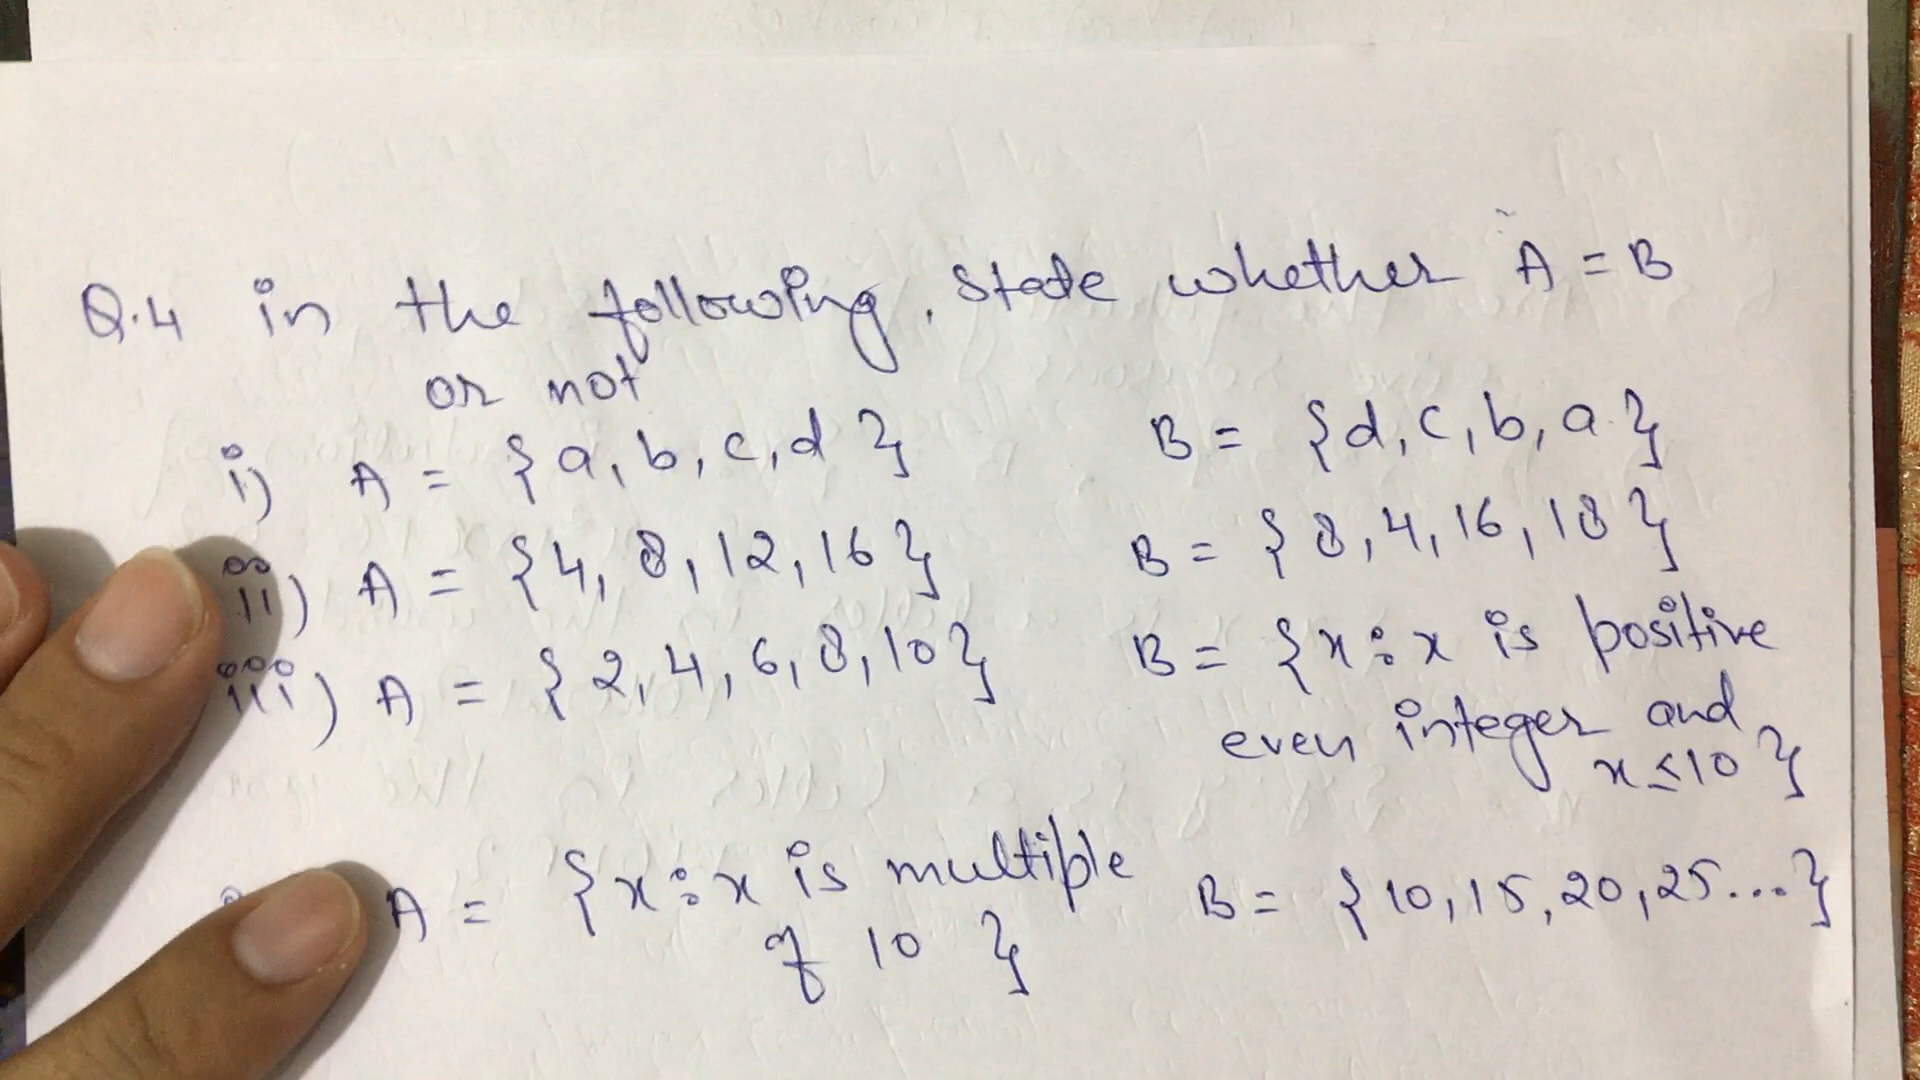 Q.4 in the following, state whether A = B
or not
i) A = {a, b, c, d } B = {d, c, b, a.}
ii) A = {4, 8, 12, 16} B = {8, 4, 16, 18}
iii) A = {2, 4, 6, 8, 10} B = {x : x is positive
even integer and
x ≤ 10 }
A = {x : x is multiple B = {10, 15, 20, 25...}
of 10 }